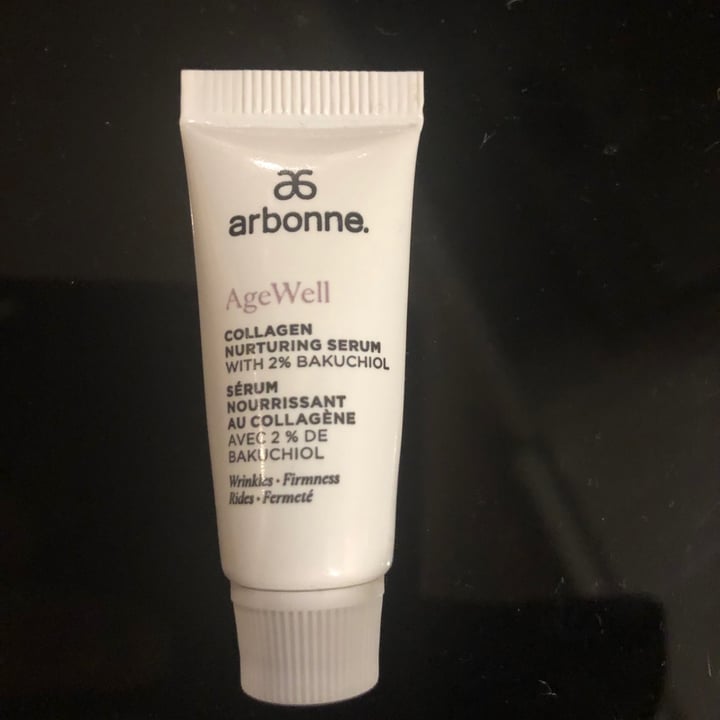 arbonne.
AgeWell
COLLAGEN
NURTURING SERUM
WITH 2% BAKUCHIOL
SÉRUM
NOURRISSANT
AU COLLAGÈNE
AVEC 2 % DE
BAKUCHIOL
Wrinkles • Firmness
Rides • Fermeté